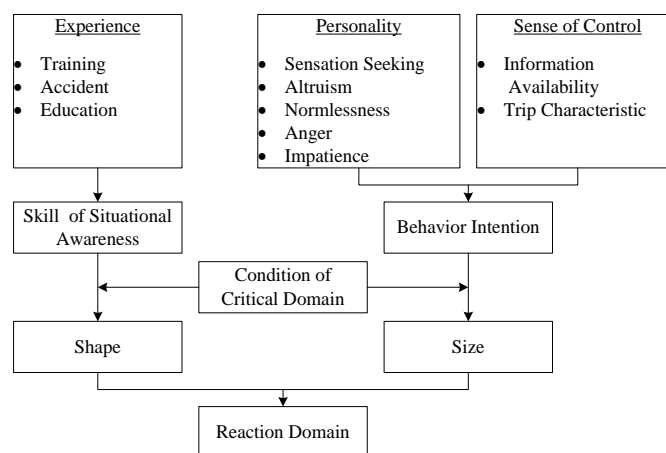 Experience
• Training
• Accident
• Education
Personality
• Sensation Seeking
• Altruism
• Normlessness
• Anger
• Impatience
Sense of Control
• Information
Availability
• Trip Characteristic
Skill of Situational
Awareness
Behavior Intention
Condition of
Critical Domain
Shape
Size
Reaction Domain